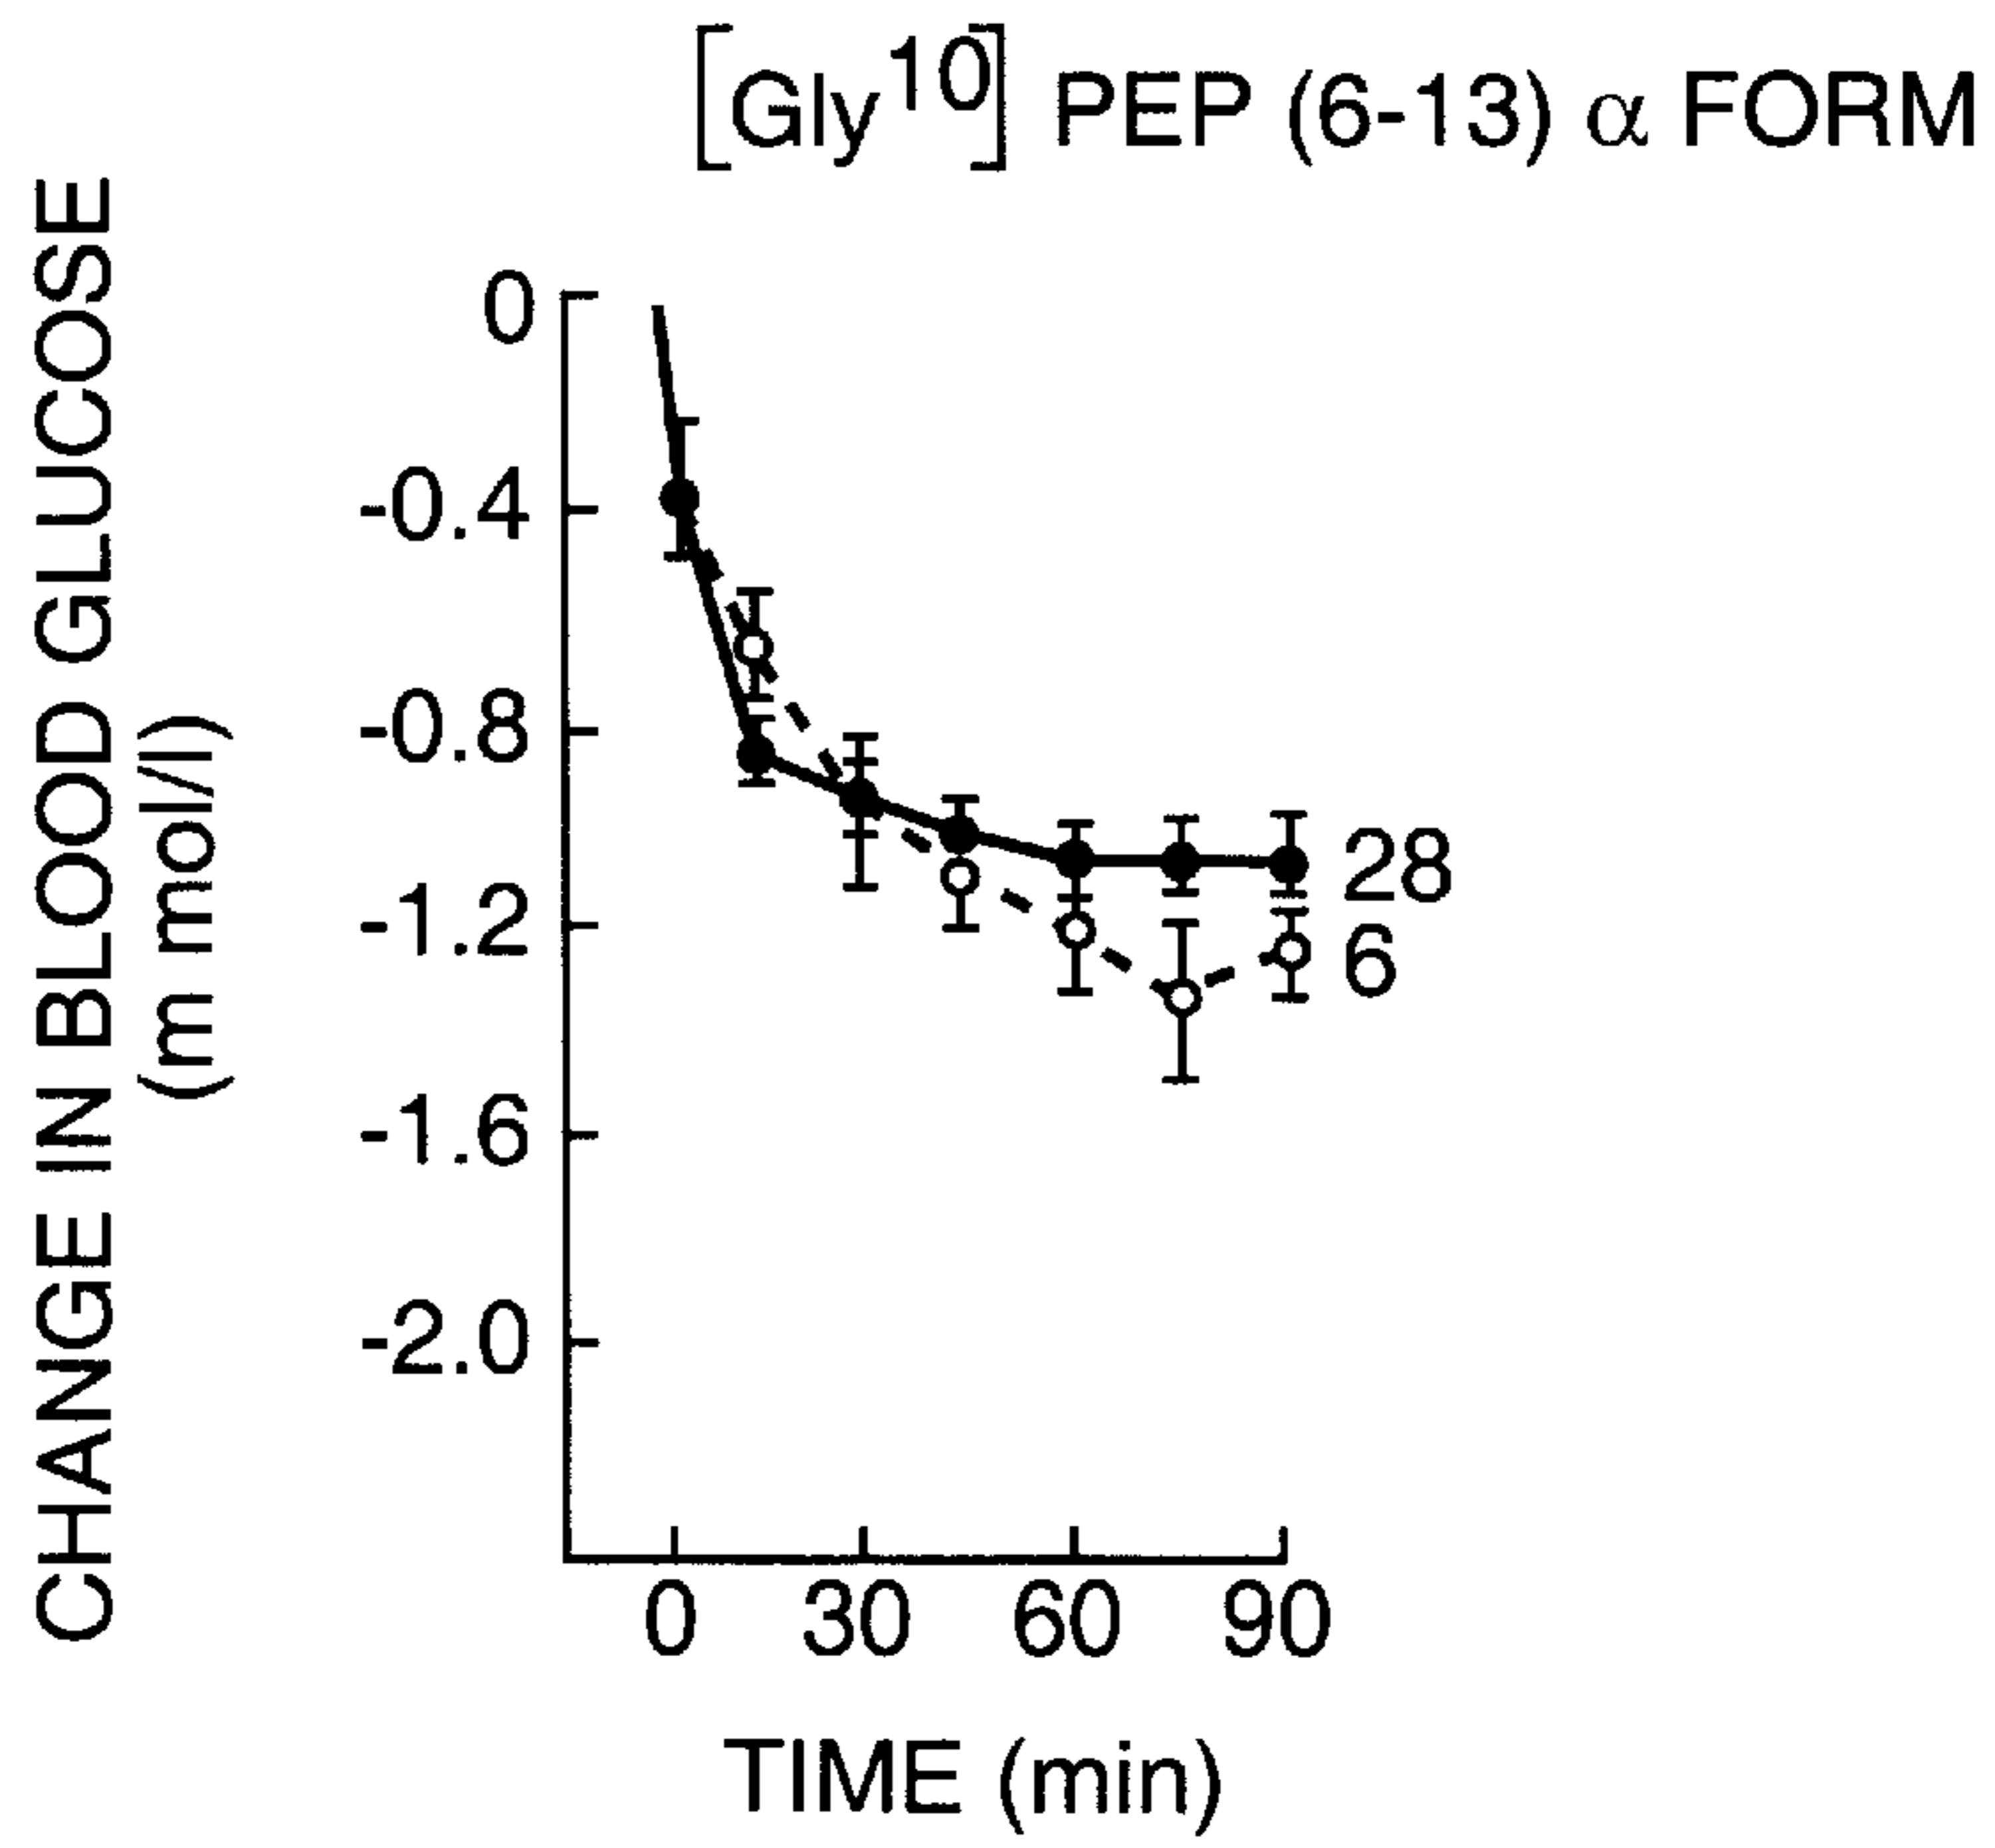 [Gly10] PEP (6-13) α FORM
CHANGE IN BLOOD GLUCOSE
(m mol/l)
0
-0.4
-0.8
-1.2
-1.6
-2.0
28
6
0 30 60 90
TIME (min)